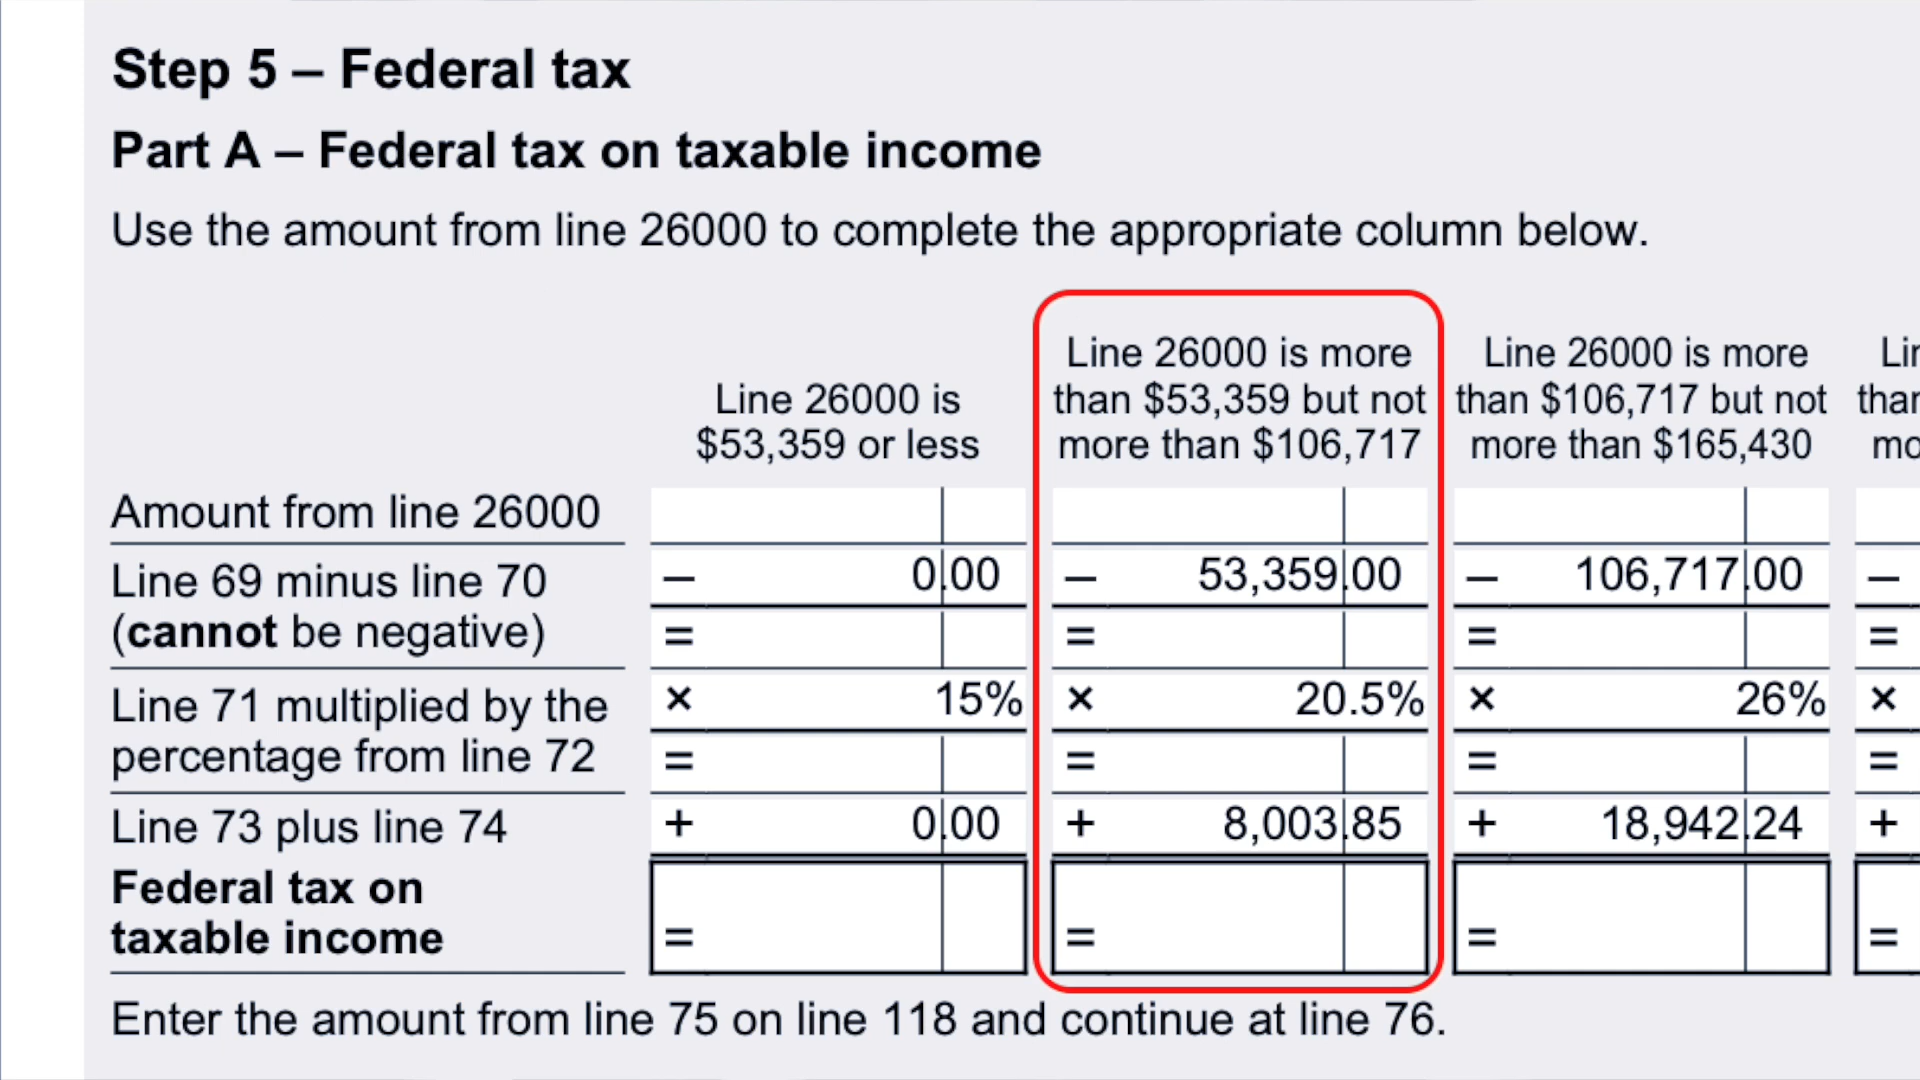 Step 5 – Federal tax
Part A – Federal tax on taxable income
Use the amount from line 26000 to complete the appropriate column below.
Line 26000 is
$53,359 or less
Line 26000 is more
than $53,359 but not
more than $106,717
Line 26000 is more
than $106,717 but not
more than $165,430
Amount from line 26000
Line 69 minus line 70 – 0.00 – 53,359.00 – 106,717.00 –
(cannot be negative) = = = =
Line 71 multiplied by the × 15% × 20.5% × 26% ×
percentage from line 72 = = = =
Line 73 plus line 74 + 0.00 + 8,003.85 + 18,942.24 +
Federal tax on
taxable income = = = =
Enter the amount from line 75 on line 118 and continue at line 76.